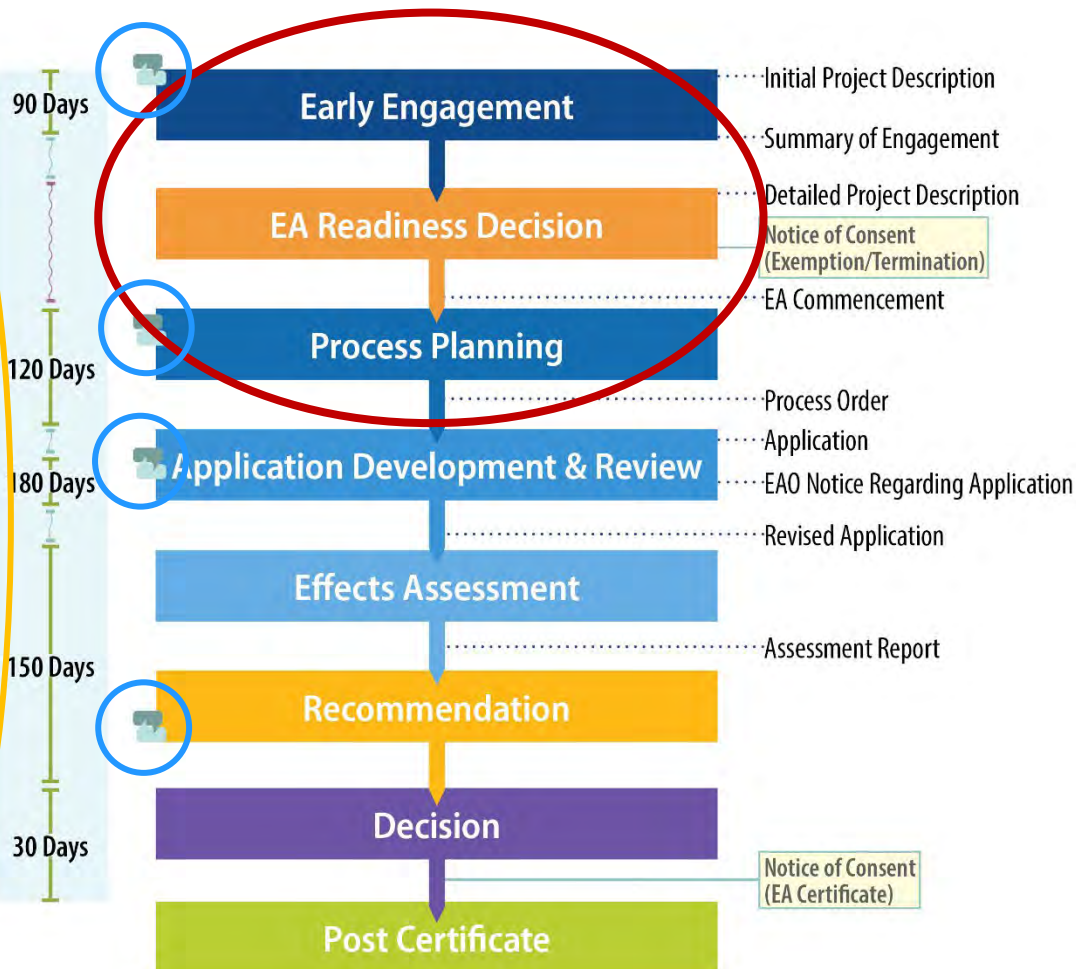 90 Days
Early Engagement
Initial Project Description
Summary of Engagement
EA Readiness Decision
Detailed Project Description
Notice of Consent
(Exemption/Termination)
EA Commencement
120 Days
Process Planning
Process Order
180 Days
Application Development & Review
Application
EAO Notice Regarding Application
Revised Application
Effects Assessment
150 Days
Assessment Report
Recommendation
30 Days
Decision
Notice of Consent
(EA Certificate)
Post Certificate